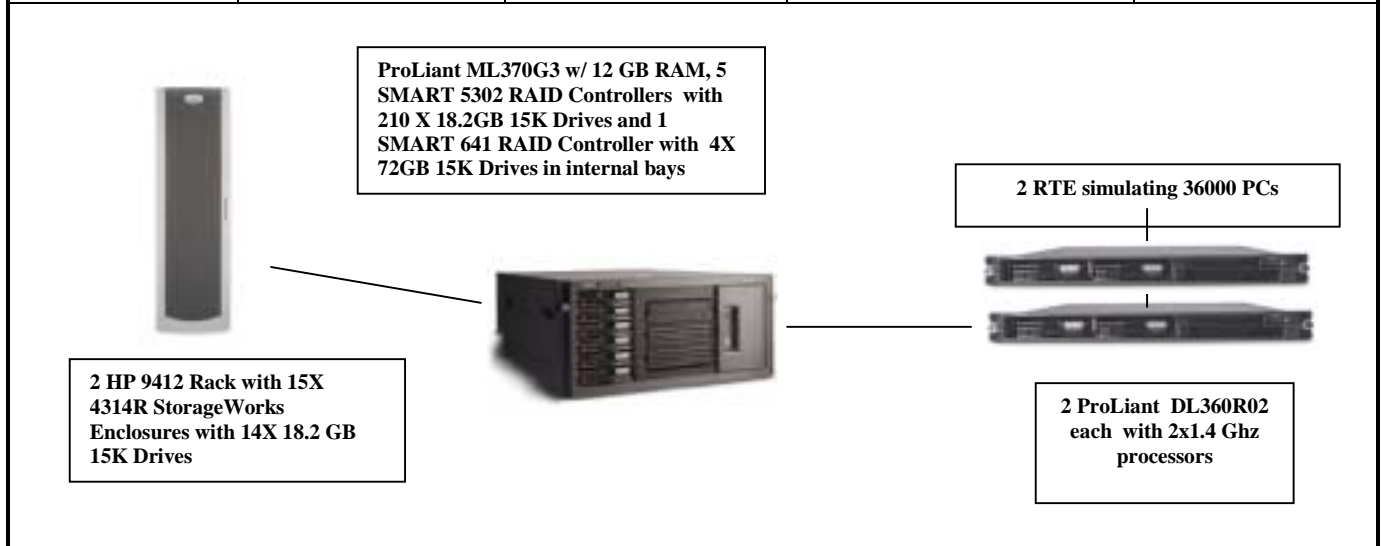 ProLiant ML370G3 w/ 12 GB RAM, 5
SMART 5302 RAID Controllers with
210 X 18.2GB 15K Drives and 1
SMART 641 RAID Controller with 4X
72GB 15K Drives in internal bays
2 RTE simulating 36000 PCs
2 HP 9412 Rack with 15X
4314R StorageWorks
Enclosures with 14X 18.2 GB
15K Drives
2 ProLiant DL360R02
each with 2x1.4 Ghz
processors